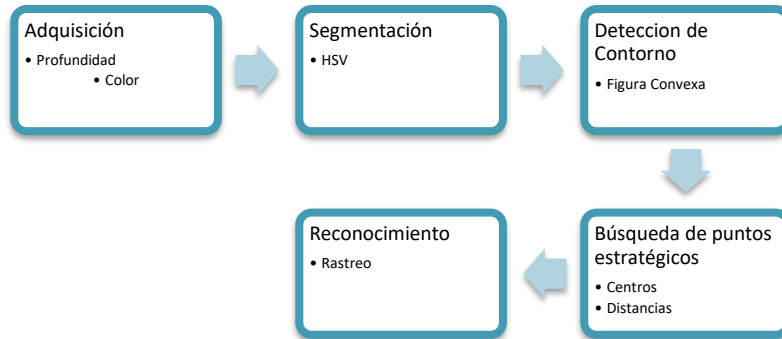 Adquisición
• Profundidad
• Color
Segmentación
• HSV
Deteccion de
Contorno
• Figura Convexa
Búsqueda de puntos
estratégicos
• Centros
• Distancias
Reconocimiento
• Rastreo